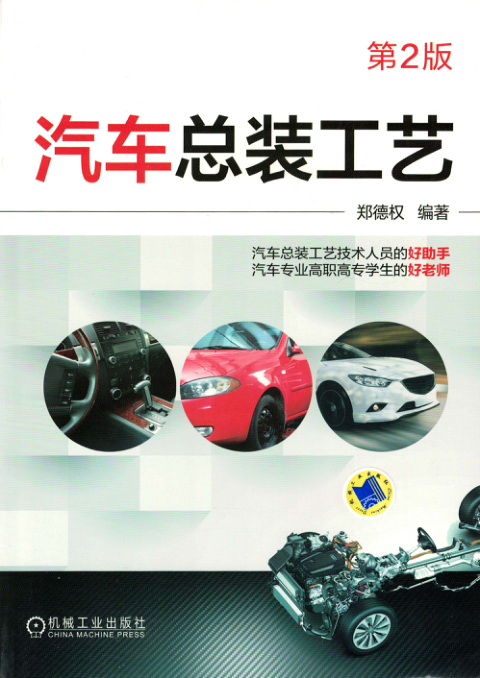 第2版
汽车总装工艺
郑德权 编著
汽车总装工艺技术人员的好助手
汽车专业高职高专学生的好老师
机械工业出版社
CHINA MACHINE PRESS